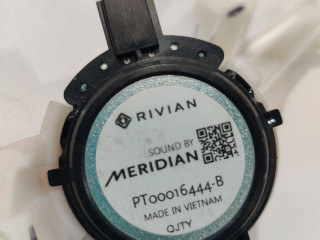 RIVIAN
SOUND BY
MERIDIAN
PT00016444-B
MADE IN VIETNAM
QJTY